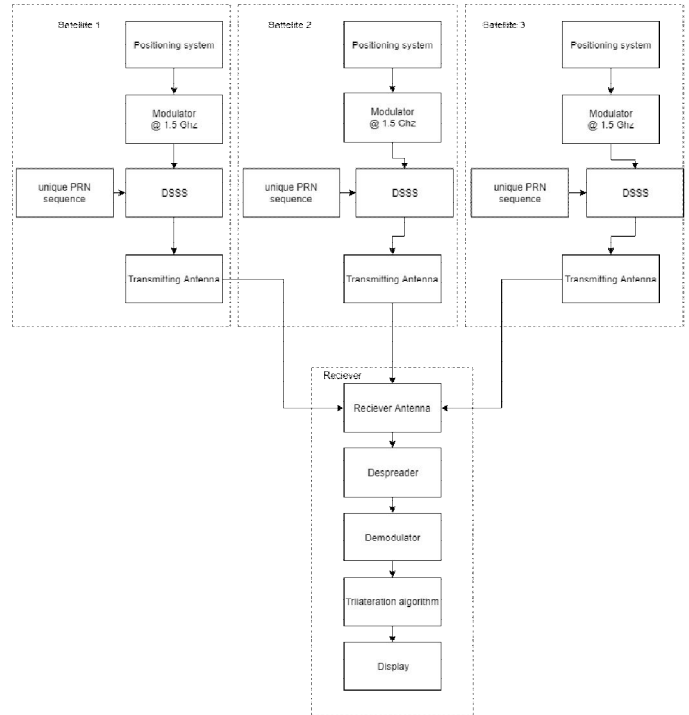 Satellite 1
Positioning system
Modulator
@ 1.5 Ghz
unique PRN
sequence
DSSS
Transmitting Antenna
Sattelite 2
Positioning system
Modulator
@ 1.5 Ghz
unique PRN
sequence
DSSS
Transmitting Antenna
Satellite 3
Positioning system
Modulator
@ 1.5 Ghz
unique PRN
sequence
DSSS
Transmitting Antenna
Reciever
Reciever Antenna
Despreader
Demodulator
Trilateration algorithm
Display